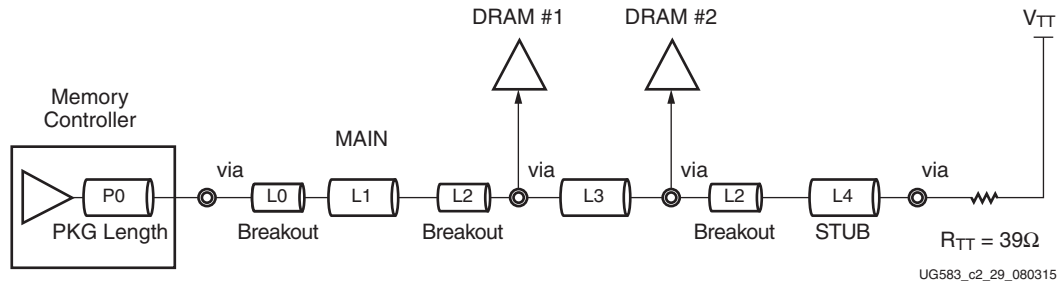 DRAM #1
DRAM #2
VTT
Memory
Controller
MAIN
via
via
via
via
P0
L0
L1
L2
L3
L2
L4
PKG Length
Breakout
Breakout
Breakout
STUB
RTT = 39Ω
UG583_c2_29_080315